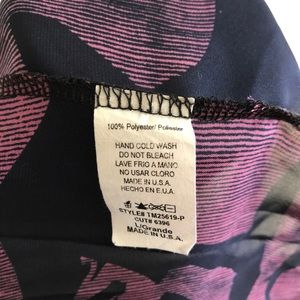 100% Polyester/ Poliester
HAND COLD WASH
DO NOT BLEACH
LAVE FRIO A MANO
NO USAR CLORO
MADE IN U.S.A.
HECHO EN E.U.A.
STYLE# TM25619-P
CUT# 6396
L/Grande
MADE IN U.S.A.